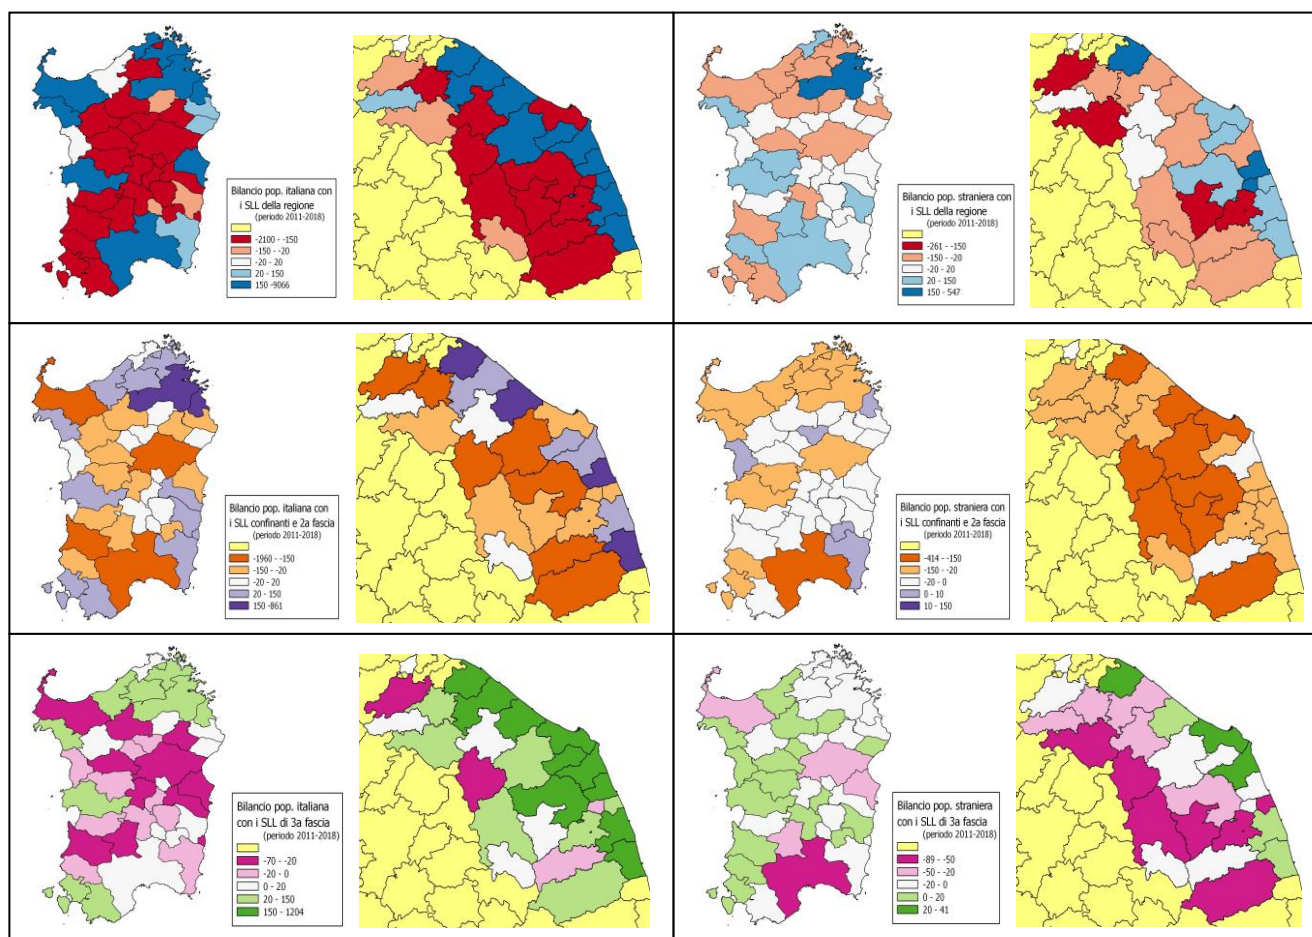 Bilancio pop. italiana con
i SLL della regione
(periodo 2011-2018)
-2100 - -150
-150 - -20
-20 - 20
20 - 150
150 -9066
Bilancio pop. straniera con
i SLL della regione
(periodo 2011-2018)
-261 - -150
-150 - -20
-20 - 20
20 - 150
150 - 547
Bilancio pop. italiana con
i SLL confinanti e 2a fascia
(periodo 2011-2018)
-1960 - -150
-150 - -20
-20 - 20
20 - 150
150 -861
Bilancio pop. straniera con
i SLL confinanti e 2a fascia
(periodo 2011-2018)
-414 - -150
-150 - -20
-20 - 0
0 - 10
10 - 150
Bilancio pop. italiana
con i SLL di 3a fascia
(periodo 2011-2018)
-70 - -20
-20 - 0
0 - 20
20 - 150
150 - 1204
Bilancio pop. straniera
con i SLL di 3a fascia
(periodo 2011-2018)
-89 - -50
-50 - -20
-20 - 0
0 - 20
20 - 41